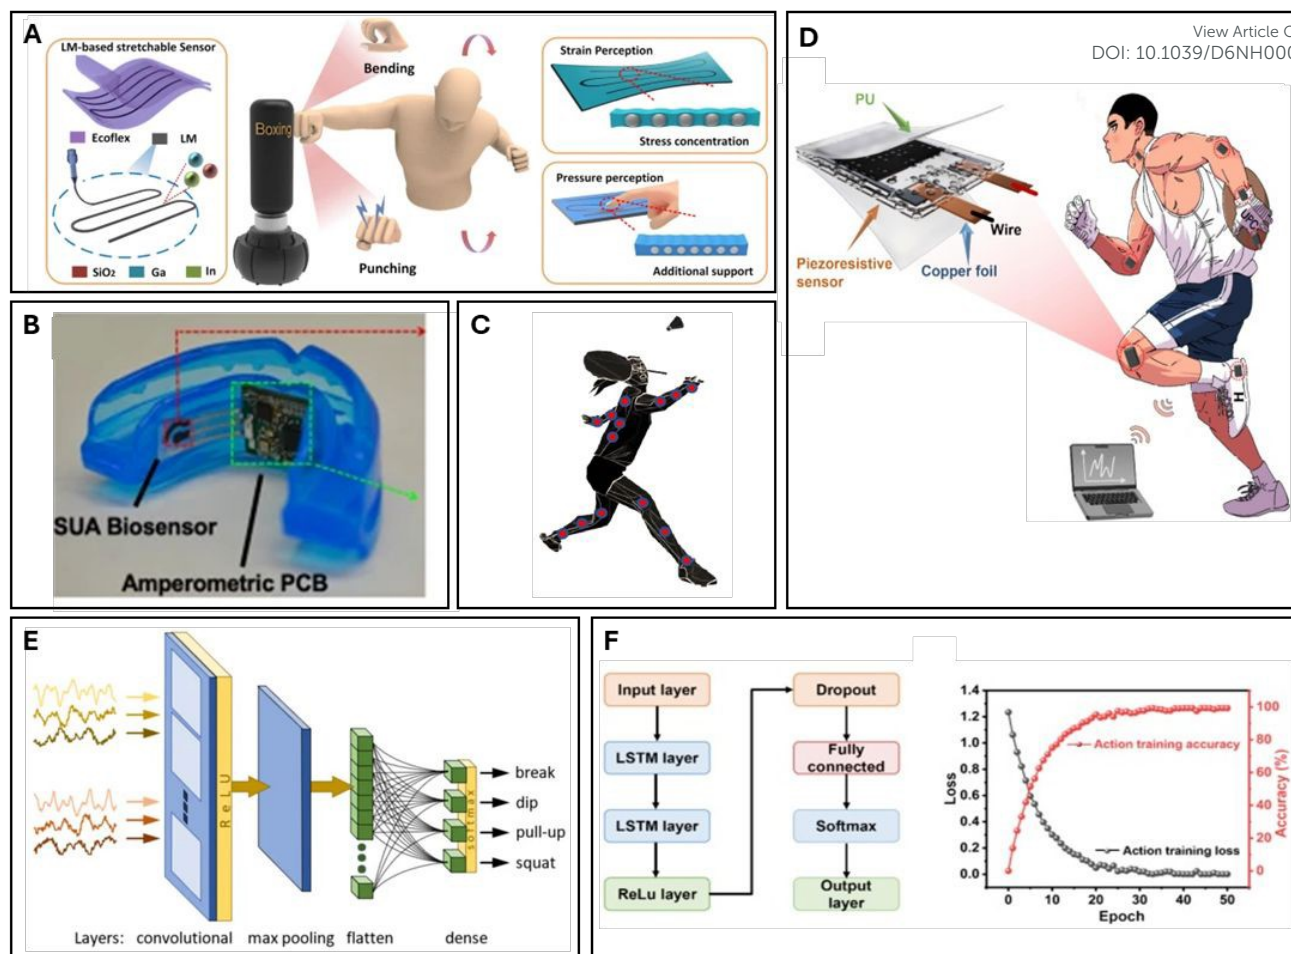 View Article O
DOI: 10.1039/D6NH000
A
LM-based stretchable Sensor
Ecoflex
LM
SiO₂
Ga
In
Bending
Boxing
Punching
Strain Perception
Stress concentration
Pressure perception
Additional support
B
SUA Biosensor
Amperometric PCB
C
D
PU
Wire
Piezoresistive
sensor
Copper foil
UPC
H
E
ReLU
softmax
break
dip
pull-up
squat
Layers: convolutional max pooling flatten dense
F
Input layer
LSTM layer
LSTM layer
ReLu layer
Dropout
Fully
connected
Softmax
Output
layer
1.4
1.2
1.0
0.8
0.6
0.4
0.2
0.0
Loss
Action training accuracy
Action training loss
100
80
60
40
20
0
Accuracy (%)
0 10 20 30 40 50
Epoch